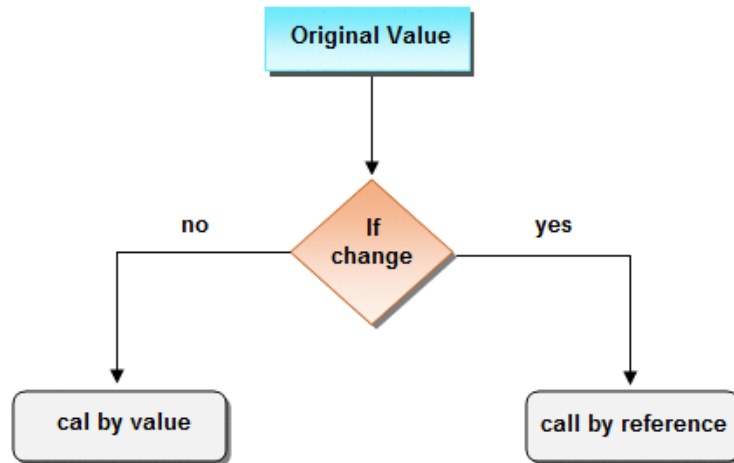 Original Value
If
change
no
yes
cal by value
call by reference